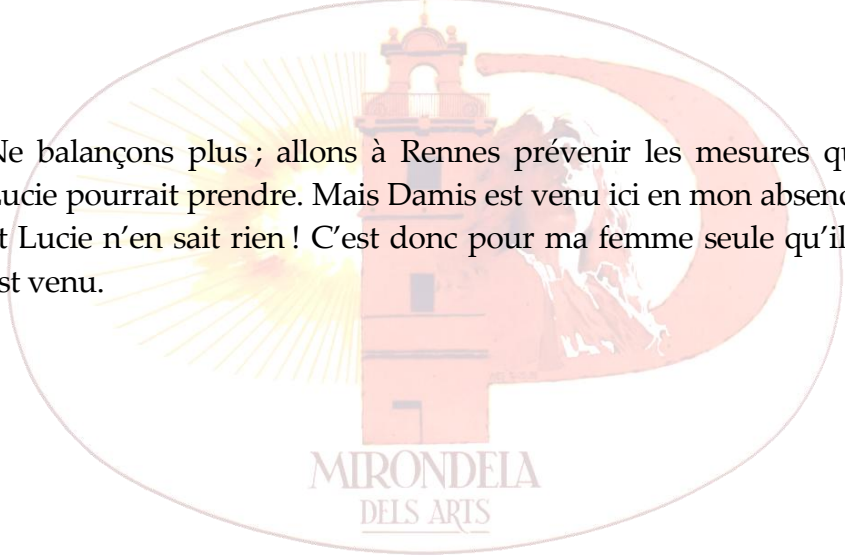 Ne balançons plus ; allons à Rennes prévenir les mesures qu
Lucie pourrait prendre. Mais Damis est venu ici en mon absenc
t Lucie n'en sait rien ! C'est donc pour ma femme seule qu'il
st venu.
MIRONDELA
DELS ARTS